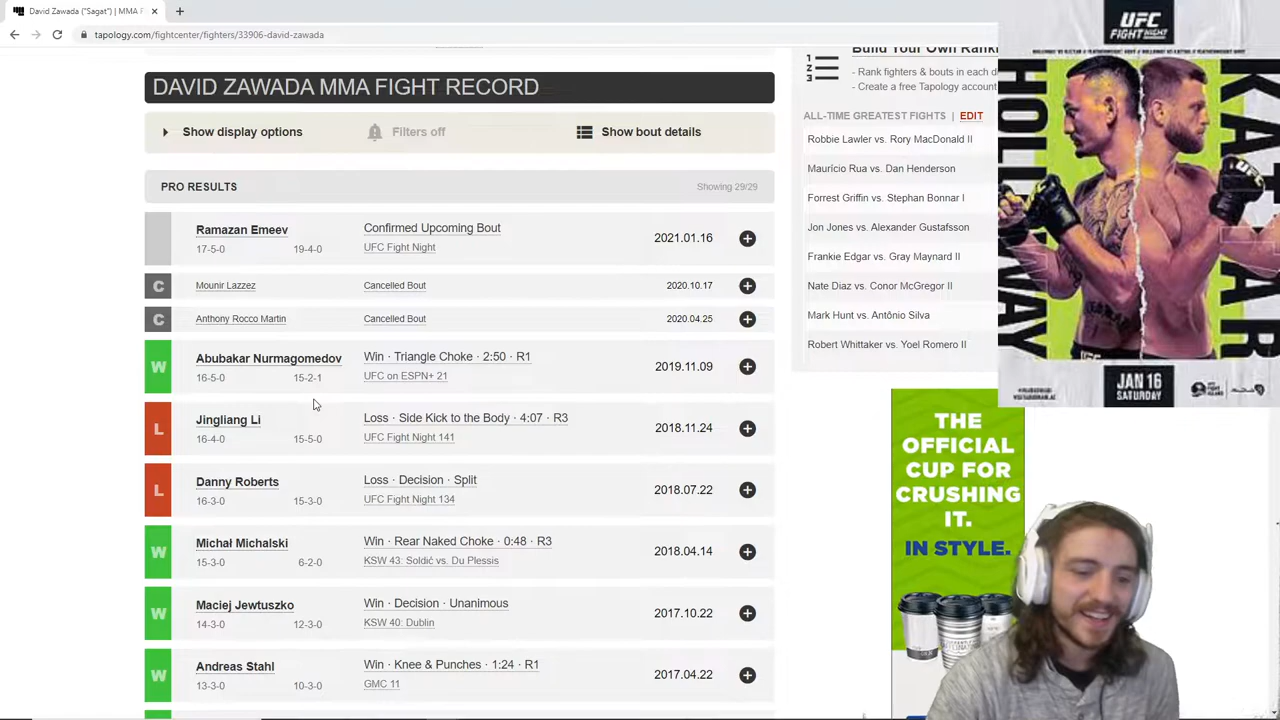 David Zawada ("Sagat") | MMA F
tapology.com/fightcenter/fighters/33906-david-zawada
DAVID ZAWADA MMA FIGHT RECORD
Show display options
Filters off
Show bout details
PRO RESULTS
Showing 29/29
Ramazan Emeev
Confirmed Upcoming Bout
17-5-0
UFC Fight Night
2021.01.16
C
Mounir Lazzez
Cancelled Bout
2020.10.17
C
Anthony Rocco Martin
Cancelled Bout
2020.04.25
W
Abubakar Nurmagomedov
Win · Triangle Choke · 2:50 · R1
16-5-0
15-2-1
UFC on ESPN+21
2019.11.09
L
Jingliang Li
Loss · Side Kick to the Body · 4:07 · R3
16-4-0
15-5-0
UFC Fight Night 141
2018.11.24
L
Danny Roberts
Loss · Decision · Split
16-3-0
15-3-0
UFC Fight Night 134
2018.07.22
W
Michał Michalski
Win · Rear Naked Choke · 0:48 · R3
15-3-0
6-2-0
KSW 43: Soldić vs. Du Plessis
2018.04.14
W
Maciej Jewtuszko
Win · Decision · Unanimous
14-3-0
12-3-0
KSW 40: Dublin
2017.10.22
W
Andreas Stahl
Win · Knee & Punches · 1:24 · R1
13-3-0
10-3-0
GMC 11
2017.04.22
1
2
3
Build Your Own Ranki
- Rank fighters & bouts in each d
- Create a free Tapology account
ALL-TIME GREATEST FIGHTS | EDIT
Robbie Lawler vs. Rory MacDonald II
Maurício Rua vs. Dan Henderson
Forrest Griffin vs. Stephan Bonnar I
Jon Jones vs. Alexander Gustafsson
Frankie Edgar vs. Gray Maynard II
Nate Diaz vs. Conor McGregor II
Mark Hunt vs. Antônio Silva
Robert Whittaker vs. Yoel Romero II
THE
OFFICIAL
CUP FOR
CRUSHING
IT.
IN STYLE.
UFC
FIGHT NIGHT
HOLLOWAY
KATTAR
UFC
JAN 16
SATURDAY